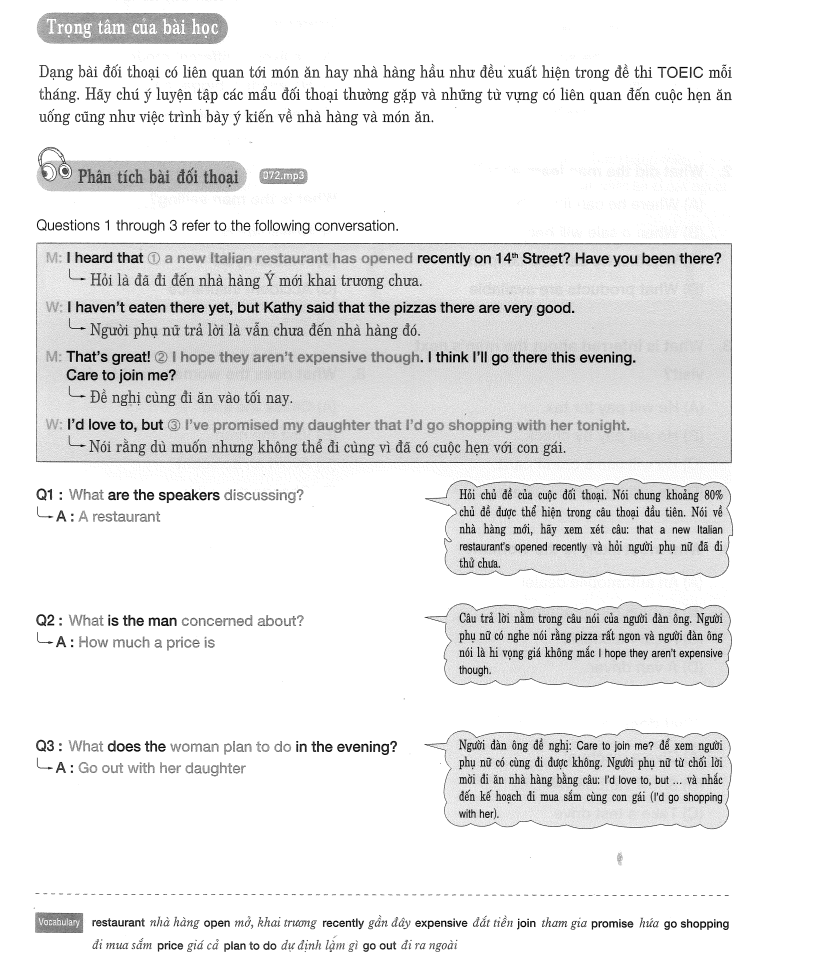 Trọng tâm của bài học
Dạng bài đối thoại có liên quan tới món ăn hay nhà hàng hầu như đều xuất hiện trong đề thi TOEIC mỗi
tháng. Hãy chú ý luyện tập các mẩu đối thoại thường gặp và những từ vựng có liên quan đến cuộc hẹn ăn
uống cũng như việc trình bày ý kiến về nhà hàng và món ăn.
Phân tích bài đối thoại 072.mp3
Questions 1 through 3 refer to the following conversation.
M: I heard that ① a new Italian restaurant has opened recently on 14th Street? Have you been there?
Hỏi là đã đi đến nhà hàng Ý mới khai trương chưa.
W: I haven't eaten there yet, but Kathy said that the pizzas there are very good.
Người phụ nữ trả lời là vẫn chưa đến nhà hàng đó.
M: That's great! ② I hope they aren't expensive though. I think I'll go there this evening.
Care to join me?
Đề nghị cùng đi ăn vào tối nay.
W: I'd love to, but ③ I've promised my daughter that I'd go shopping with her tonight.
Nói rằng dù muốn nhưng không thể đi cùng vì đã có cuộc hẹn với con gái.
Q1 : What are the speakers discussing?
A : A restaurant
Hỏi chủ đề của cuộc đối thoại. Nói chung khoảng 80%
chủ đề được thể hiện trong câu thoại đầu tiên. Nói về
nhà hàng mới, hãy xem xét câu: that a new Italian
restaurant's opened recently và hỏi người phụ nữ đã đi
thử chưa.
Q2 : What is the man concerned about?
A : How much a price is
Câu trả lời nằm trong câu nói của người đàn ông. Người
phụ nữ có nghe nói rằng pizza rất ngon và người đàn ông
nói là hi vọng giá không mắc I hope they aren't expensive
though.
Q3 : What does the woman plan to do in the evening?
A : Go out with her daughter
Người đàn ông đề nghị: Care to join me? để xem người
phụ nữ có cùng đi được không. Người phụ nữ từ chối lời
mời đi ăn nhà hàng bằng câu: I'd love to, but ... và nhắc
đến kế hoạch đi mua sắm cùng con gái (I'd go shopping
with her).
Vocabulary restaurant nhà hàng open mở, khai trương recently gần đây expensive đắt tiền join tham gia promise hứa go shopping
đi mua sắm price giá cả plan to do dự định làm gì go out đi ra ngoài